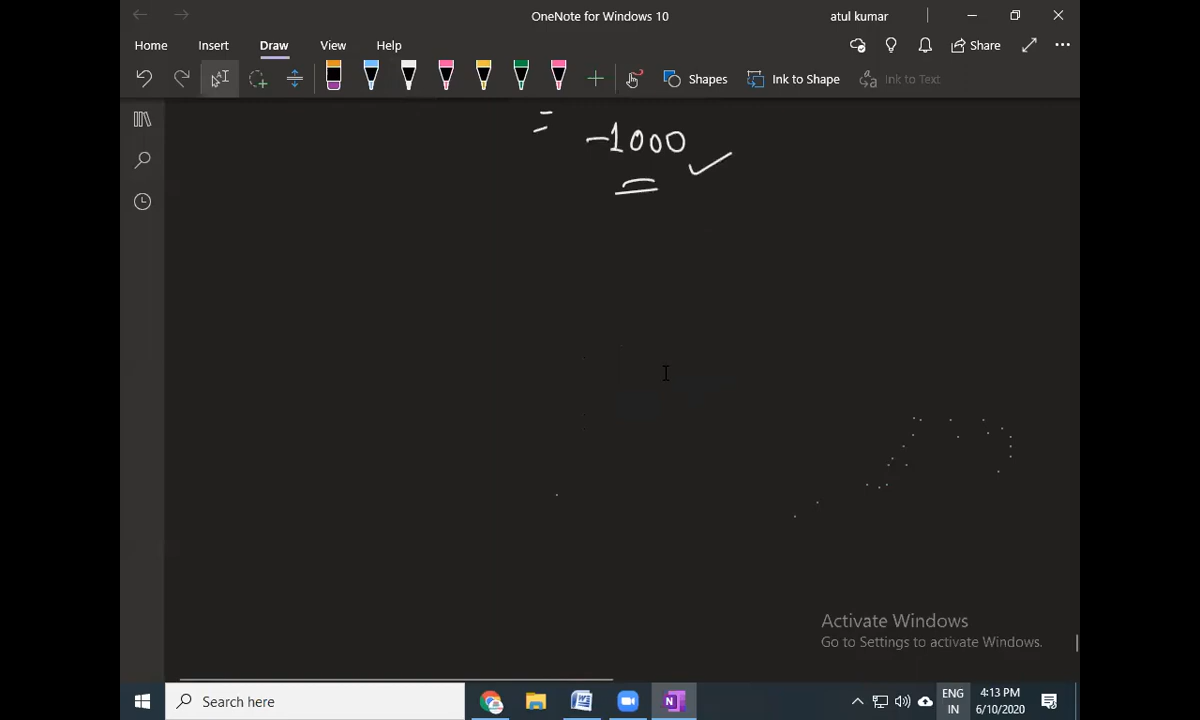 OneNote for Windows 10
atul kumar
Home Insert Draw View Help
Share
Shapes
Ink to Shape
Ink to Text
=
-1000
Activate Windows
Go to Settings to activate Windows.
Search here
ENG
IN
4:13 PM
6/10/2020